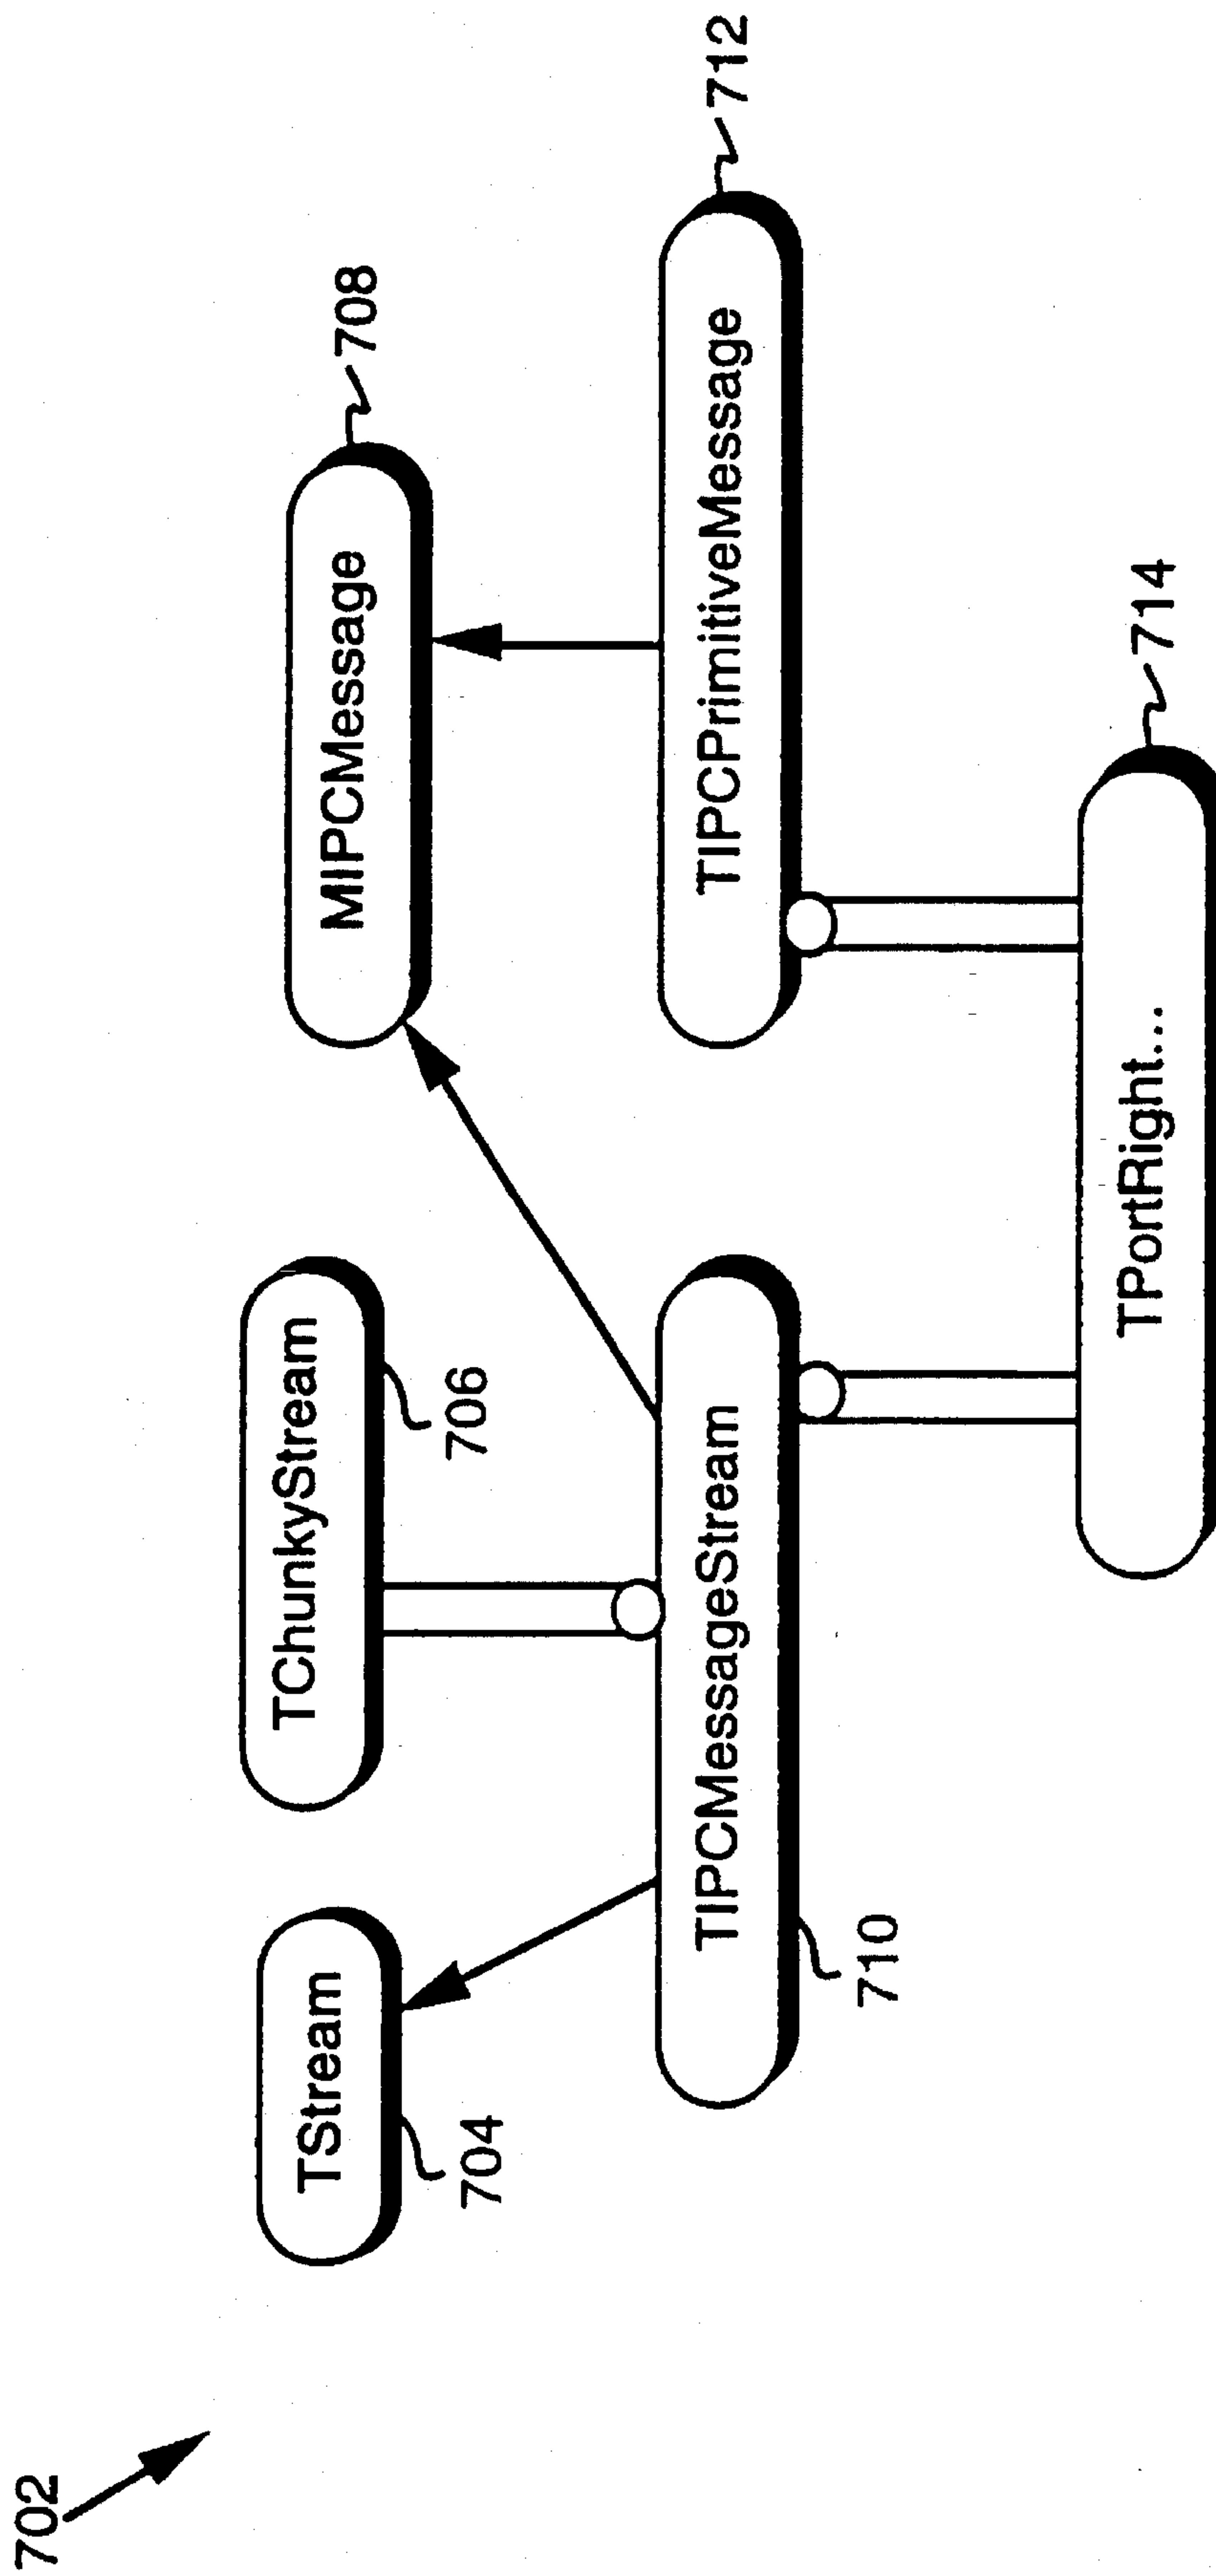 702
TStream
704
TChunkyStream
706
MIPCMessage
708
TIPCMessageStream
710
TIPCPrimitiveMessage
712
TPortRight...
714